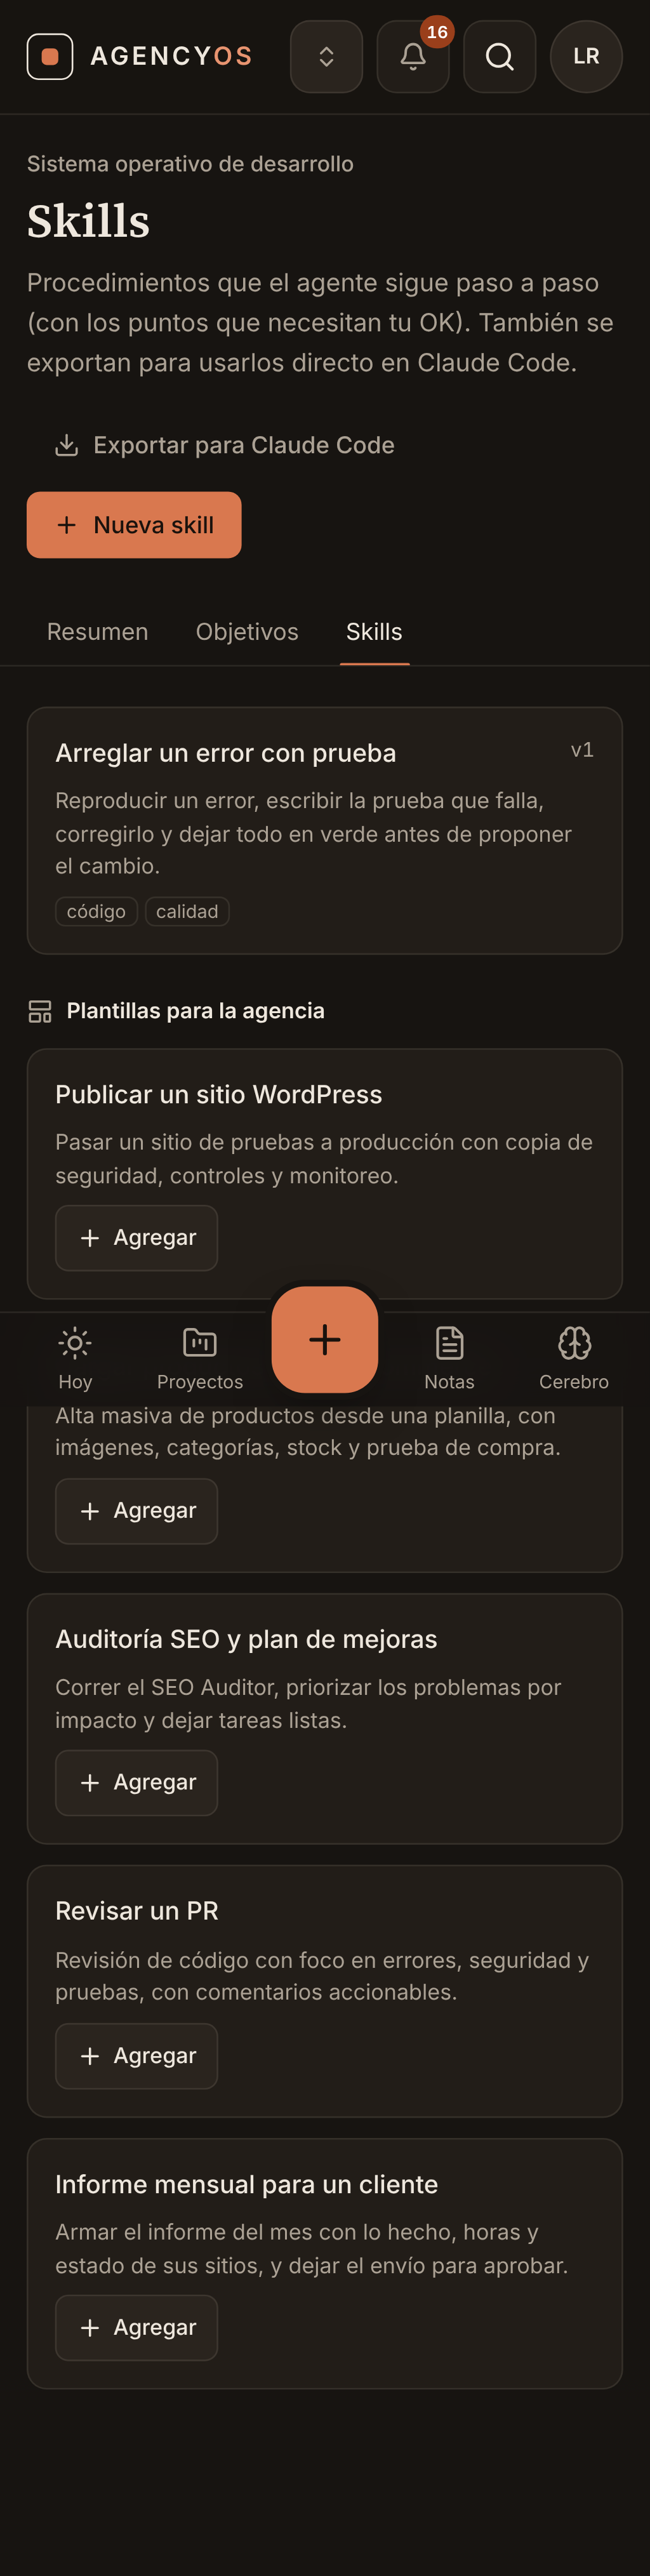 AGENCYOS
16
LR
Sistema operativo de desarrollo
Skills
Procedimientos que el agente sigue paso a paso
(con los puntos que necesitan tu OK). También se
exportan para usarlos directo en Claude Code.
Exportar para Claude Code
Nueva skill
Resumen Objetivos Skills
Arreglar un error con prueba v1
Reproducir un error, escribir la prueba que falla,
corregirlo y dejar todo en verde antes de proponer
el cambio.
código calidad
Plantillas para la agencia
Publicar un sitio WordPress
Pasar un sitio de pruebas a producción con copia de
seguridad, controles y monitoreo.
Agregar
Hoy Proyectos Notas Cerebro
Alta masiva de productos desde una planilla, con
imágenes, categorías, stock y prueba de compra.
Agregar
Auditoría SEO y plan de mejoras
Correr el SEO Auditor, priorizar los problemas por
impacto y dejar tareas listas.
Agregar
Revisar un PR
Revisión de código con foco en errores, seguridad y
pruebas, con comentarios accionables.
Agregar
Informe mensual para un cliente
Armar el informe del mes con lo hecho, horas y
estado de sus sitios, y dejar el envío para aprobar.
Agregar